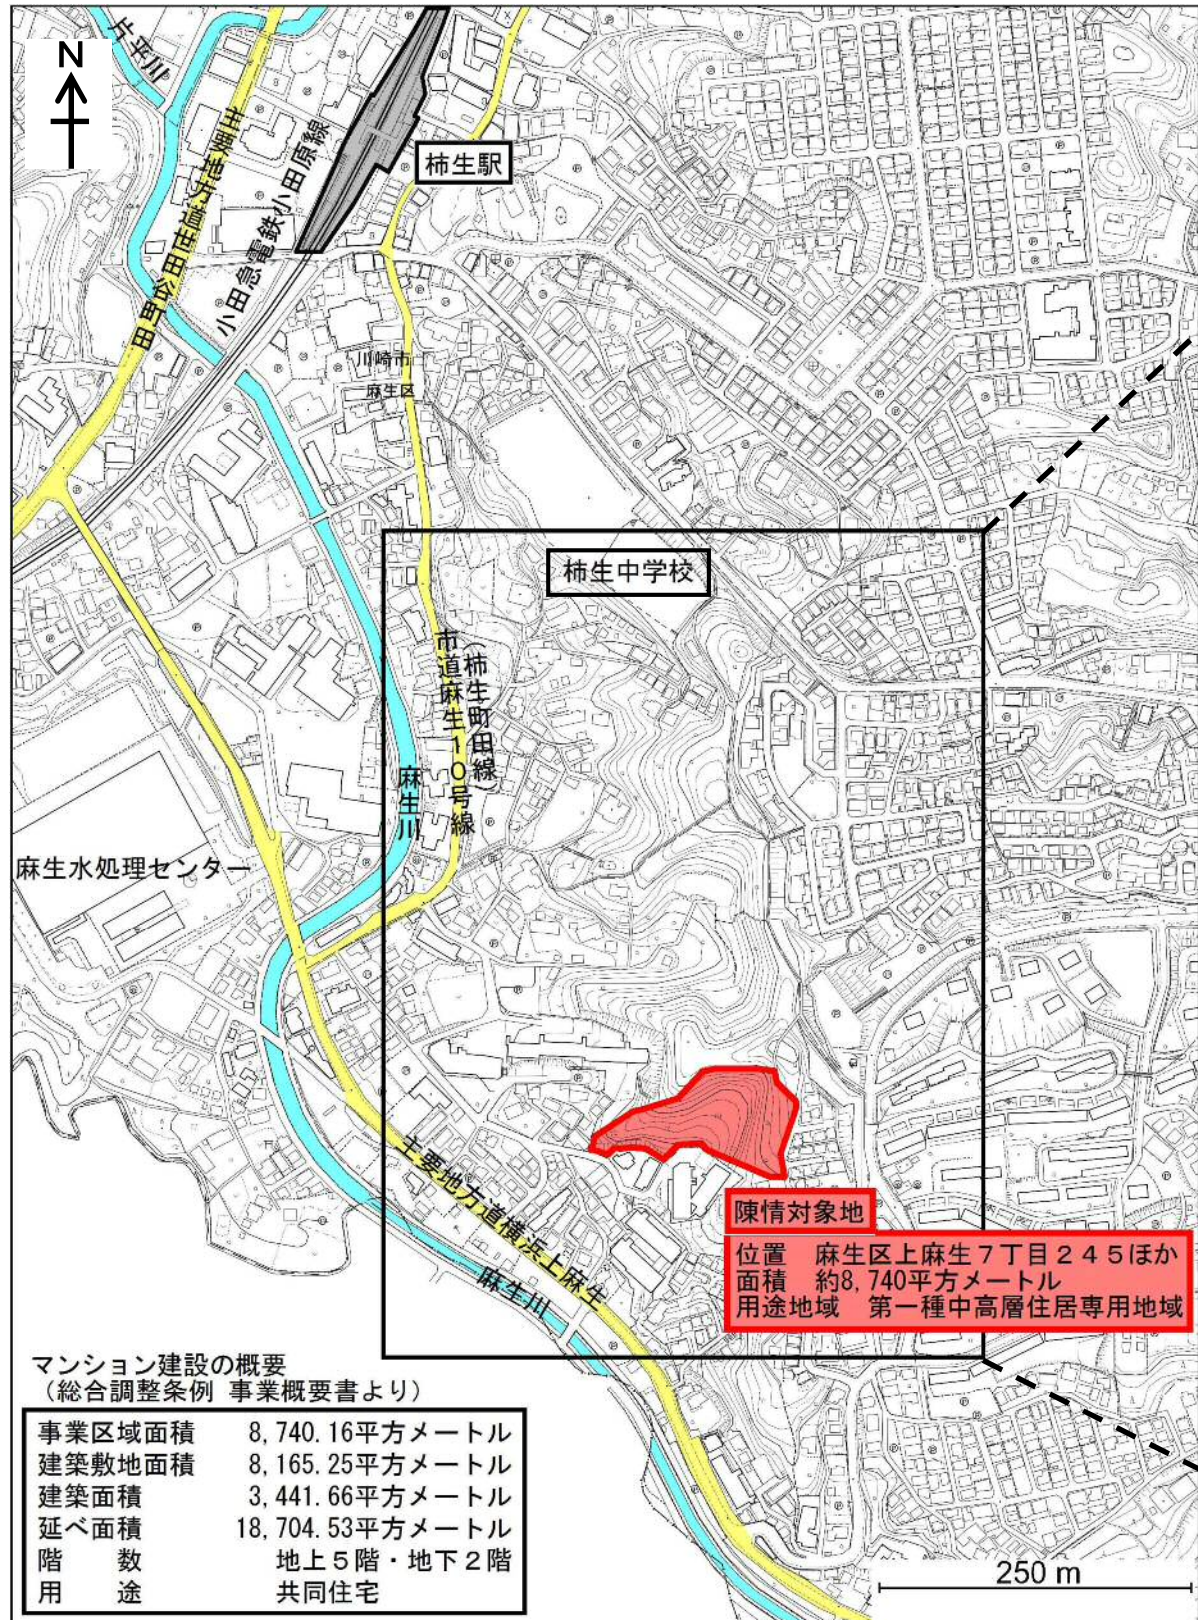 N
片平川
柿生駅
小田急電鉄小田原線
川崎市
麻生区
柿生中学校
市道麻生10号線
(柿生町田線)
麻生川
麻生水処理センター
主要地方道横浜上麻生
麻生川
陳情対象地
位置 麻生区上麻生7丁目245ほか
面積 約8,740平方メートル
用途地域 第一種中高層住居専用地域
マンション建設の概要
(総合調整条例 事業概要書より)
事業区域面積 8,740.16平方メートル
建築敷地面積 8,165.25平方メートル
建築面積 3,441.66平方メートル
延べ面積 18,704.53平方メートル
階 数 地上5階・地下2階
用 途 共同住宅
250 m